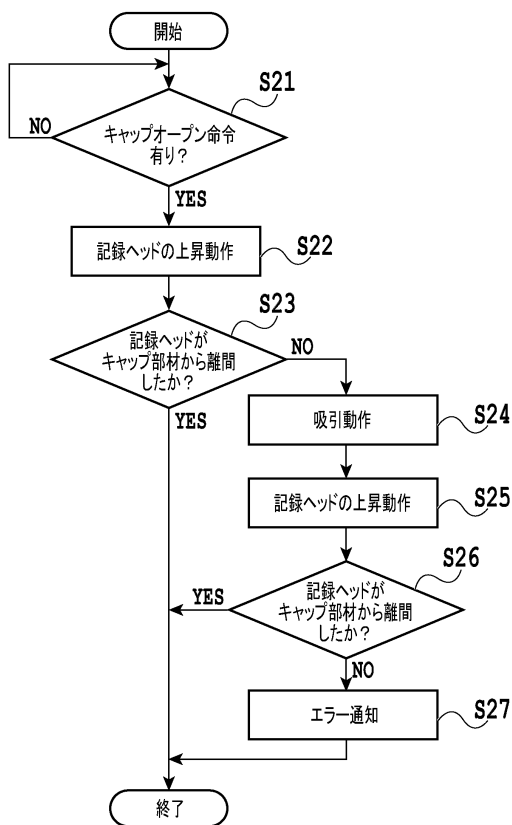 開始
S21
キャップオープン命令
有り？
NO
YES
記録ヘッドの上昇動作
S22
S23
記録ヘッドが
キャップ部材から離間
したか？
NO
YES
吸引動作
S24
記録ヘッドの上昇動作
S25
S26
記録ヘッドが
キャップ部材から離間
したか？
YES
NO
エラー通知
S27
終了